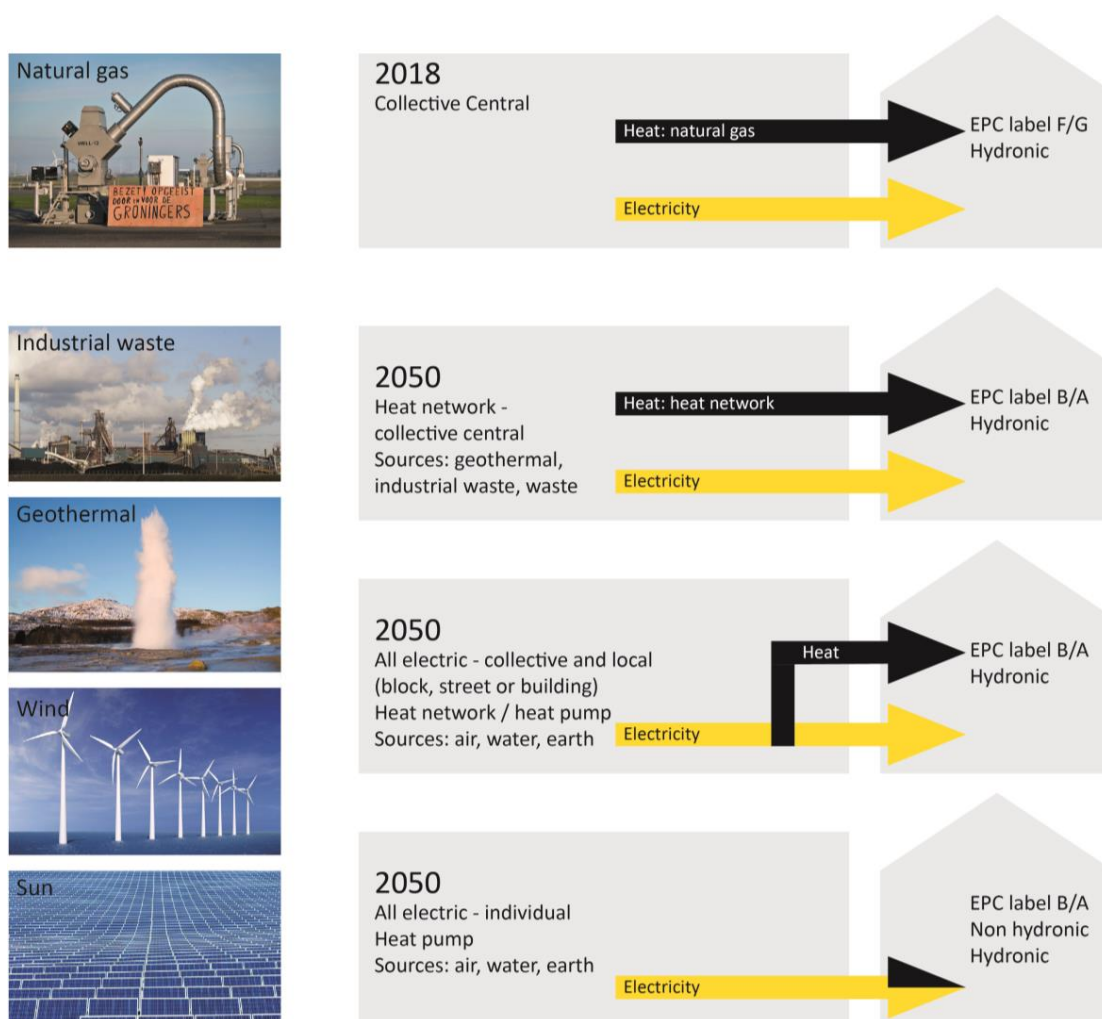 Natural gas
WELL-10
BEZET! OPGEEIST
DOOR IN VOOR DE
GRONINGERS
2018
Collective Central
Heat: natural gas
Electricity
EPC label F/G
Hydronic
Industrial waste
2050
Heat network -
collective central
Sources: geothermal,
industrial waste, waste
Heat: heat network
Electricity
EPC label B/A
Hydronic
Geothermal
2050
All electric - collective and local
(block, street or building)
Heat network / heat pump
Sources: air, water, earth
Heat
Electricity
EPC label B/A
Hydronic
Wind
Sun
2050
All electric - individual
Heat pump
Sources: air, water, earth
Electricity
EPC label B/A
Non hydronic
Hydronic